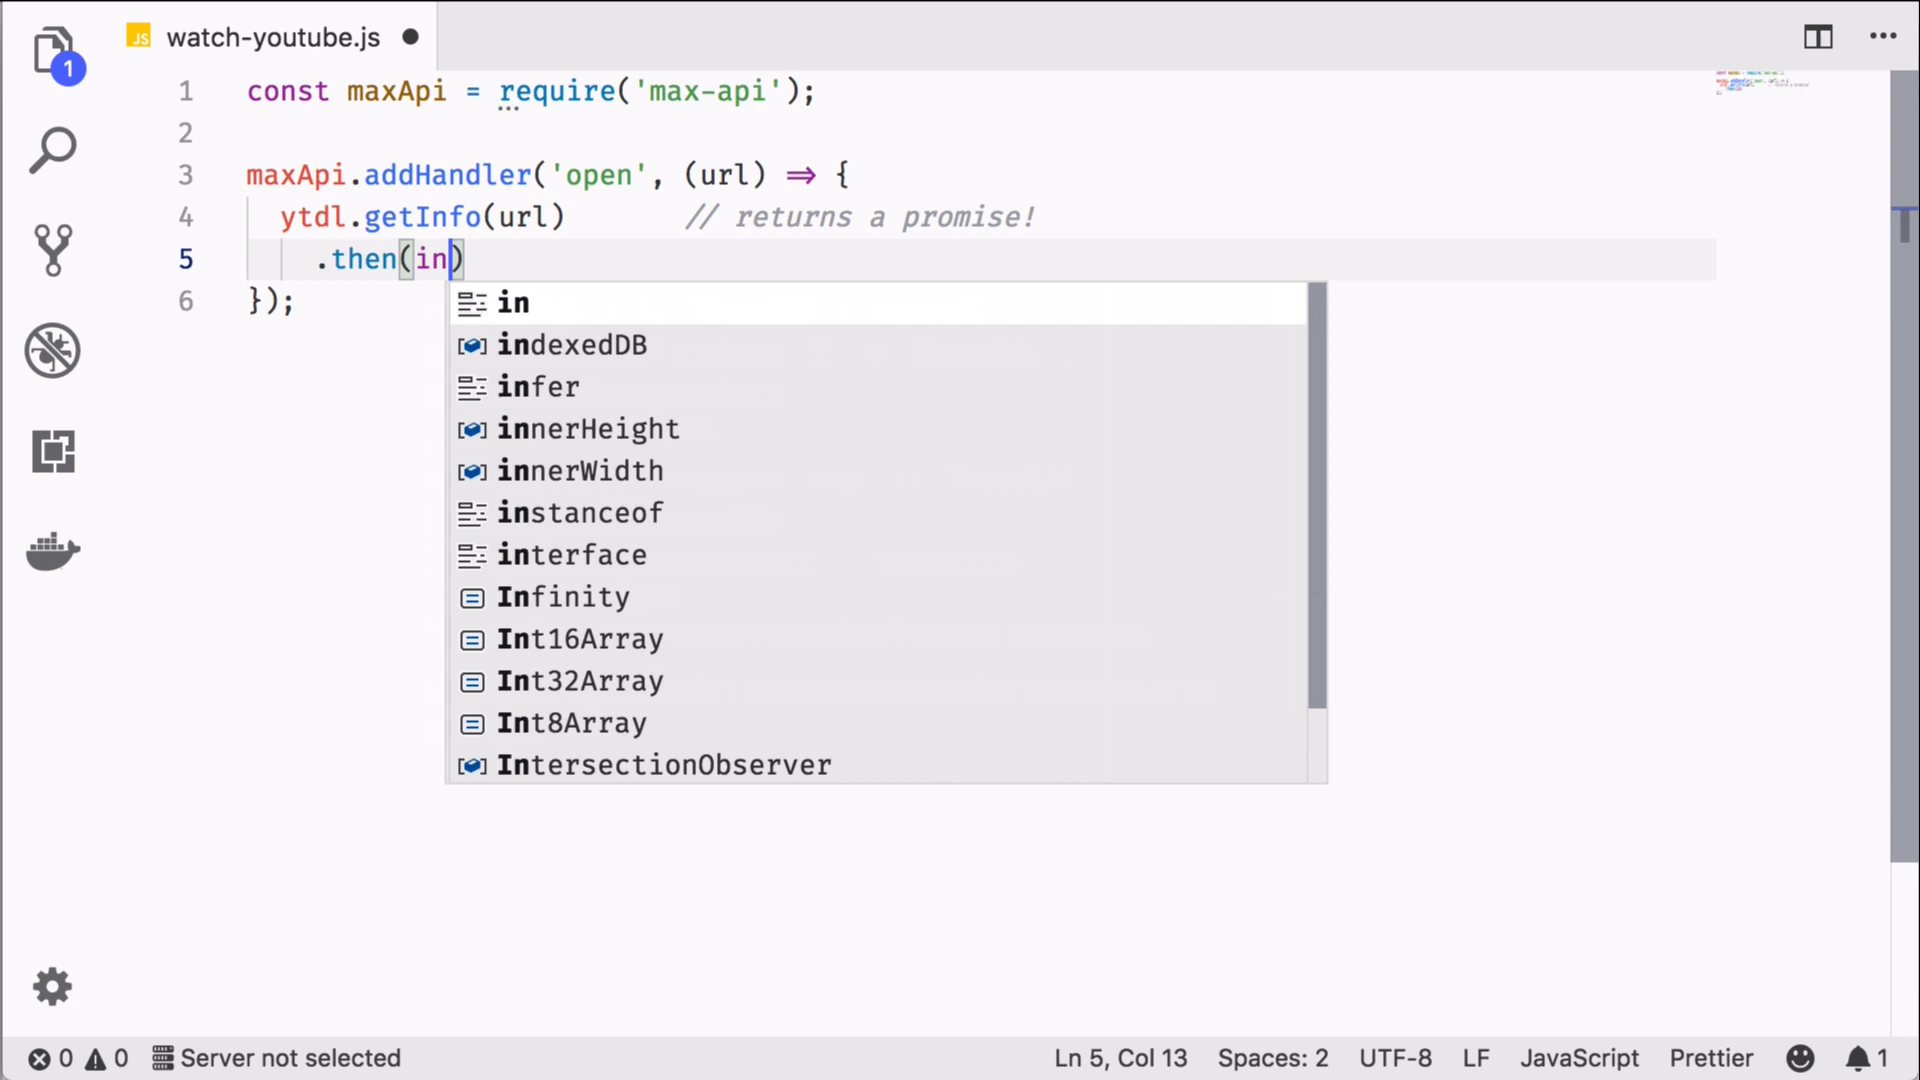 JS watch-youtube.js
1
1 const maxApi = require('max-api');
2
3 maxApi.addHandler('open', (url) => {
4 ytdl.getInfo(url) // returns a promise!
5 .then(in)
6 });
in
indexedDB
infer
innerHeight
innerWidth
instanceof
interface
Infinity
Int16Array
Int32Array
Int8Array
IntersectionObserver
0 0 Server not selected Ln 5, Col 13 Spaces: 2 UTF-8 LF JavaScript Prettier 1